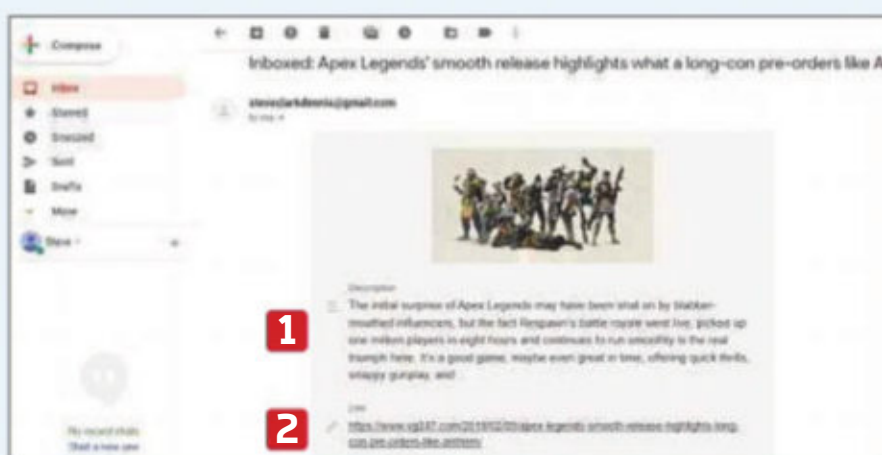 Compose
Inboxed: Apex Legends' smooth release highlights what a long-con pre-orders like A
Inbox
Starred
Snoozed
Sent
Drafts
More
Steve
to me
Description
1
The initial surprise of Apex Legends may have been shat on by blabber-
mouthed influencers, but the fact Respawn's battle royale went live, picked up
one million players in eight hours and continues to run smoothly is the real
triumph here. It's a good game, maybe even great in time, offering quick thrills,
snappy gunplay, and
Link
2
https://www.vg247.com/2019/02/05/apex-legends-smooth-release-highlights-long-
con-pre-orders-like-anthem/
No recent chats
Start a new one